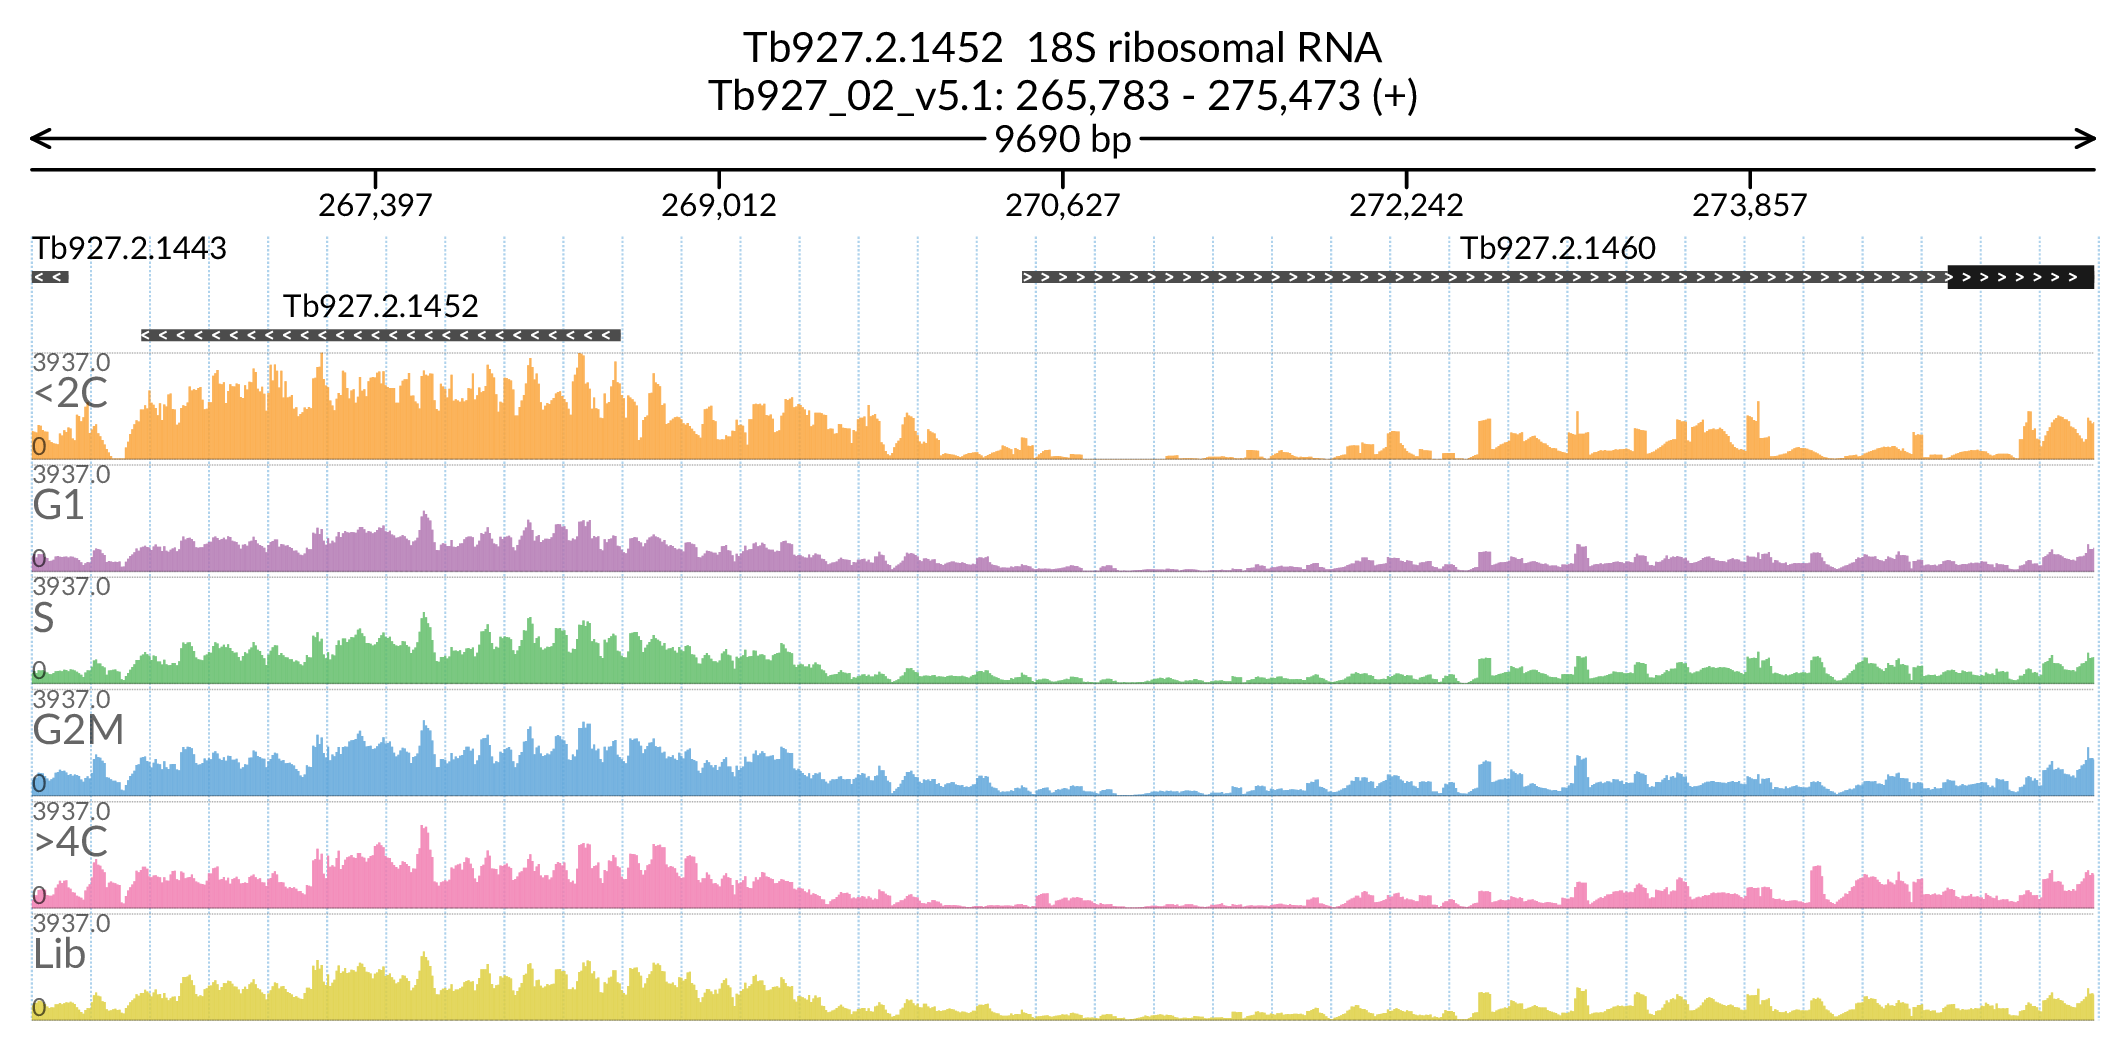 Tb927.2.1452  18S ribosomal RNA
Tb927_02_v5.1: 265,783 - 275,473 (+)
9690 bp
267,397 269,012 270,627 272,242 273,857
Tb927.2.1443 Tb927.2.1460
Tb927.2.1452
3937.0
<2C
0
3937.0
G1
0
3937.0
S
0
3937.0
G2M
0
3937.0
>4C
0
3937.0
Lib
0